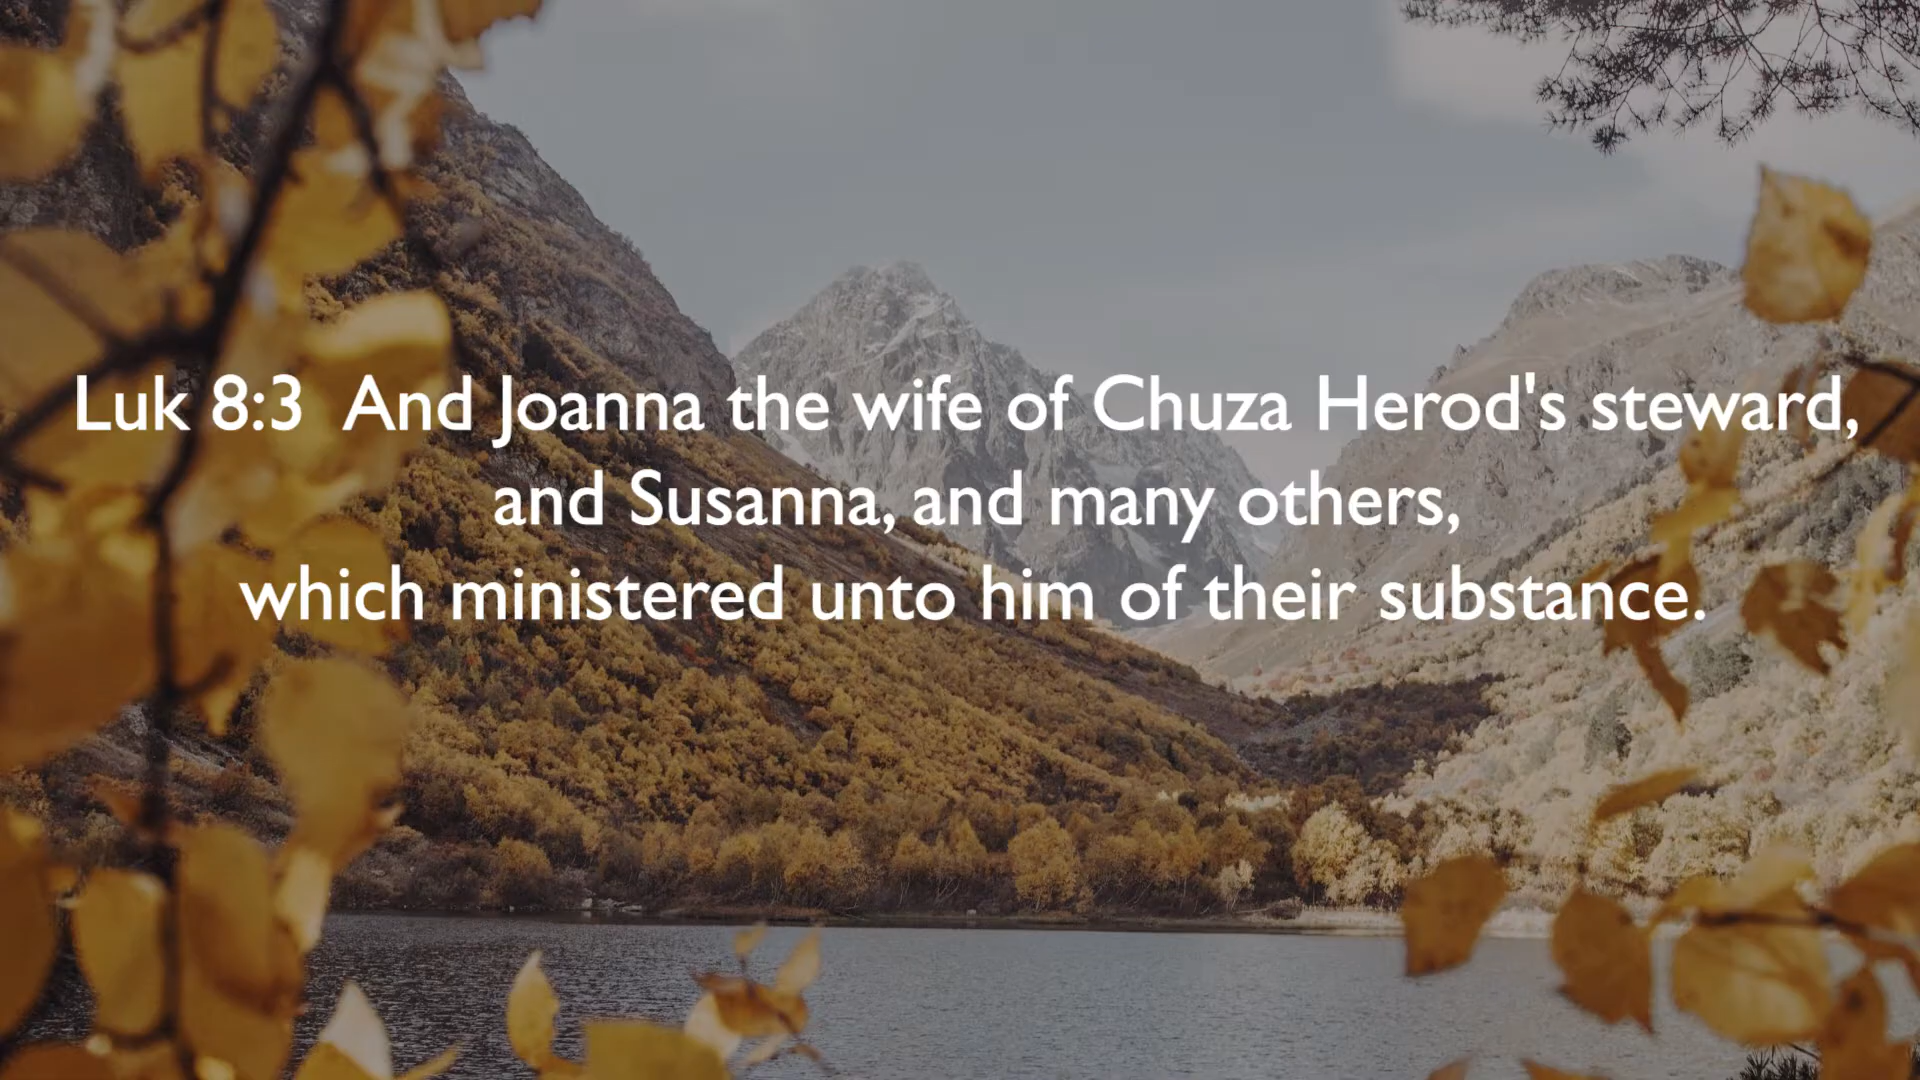 Luk 8:3  And Joanna the wife of Chuza Herod's steward,
and Susanna, and many others,
which ministered unto him of their substance.